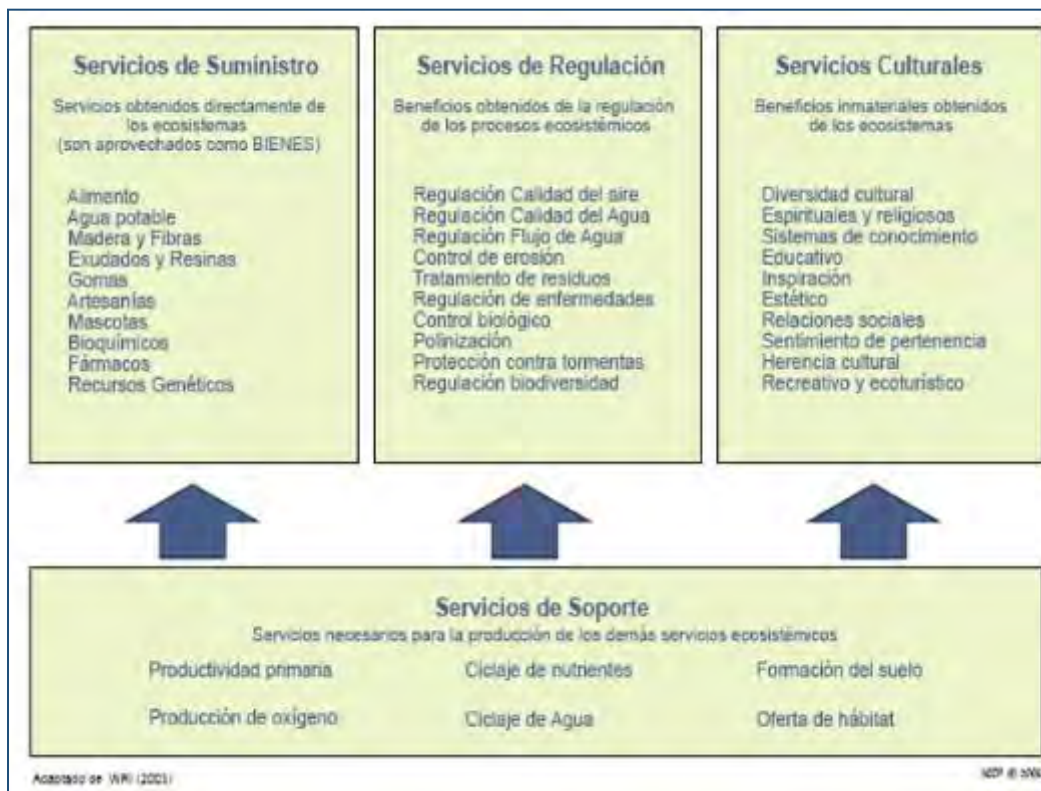 Servicios de Suministro
Servicios obtenidos directamente de
los ecosistemas
(son aprovechados como BIENES)
Alimento
Agua potable
Madera y Fibras
Exudados y Resinas
Gomas
Artesanías
Mascotas
Bioquímicos
Fármacos
Recursos Genéticos
Servicios de Regulación
Beneficios obtenidos de la regulación
de los procesos ecosistémicos
Regulación Calidad del aire
Regulación Calidad del Agua
Regulación Flujo de Agua
Control de erosión
Tratamiento de residuos
Regulación de enfermedades
Control biológico
Polinización
Protección contra tormentas
Regulación biodiversidad
Servicios Culturales
Beneficios inmateriales obtenidos
de los ecosistemas
Diversidad cultural
Espirituales y religiosos
Sistemas de conocimiento
Educativo
Inspiración
Estético
Relaciones sociales
Sentimiento de pertenencia
Herencia cultural
Recreativo y ecoturístico
Servicios de Soporte
Servicios necesarios para la producción de los demás servicios ecosistémicos
Productividad primaria Ciclaje de nutrientes Formación del suelo
Producción de oxígeno Ciclaje de Agua Oferta de hábitat
Adaptado de WRI